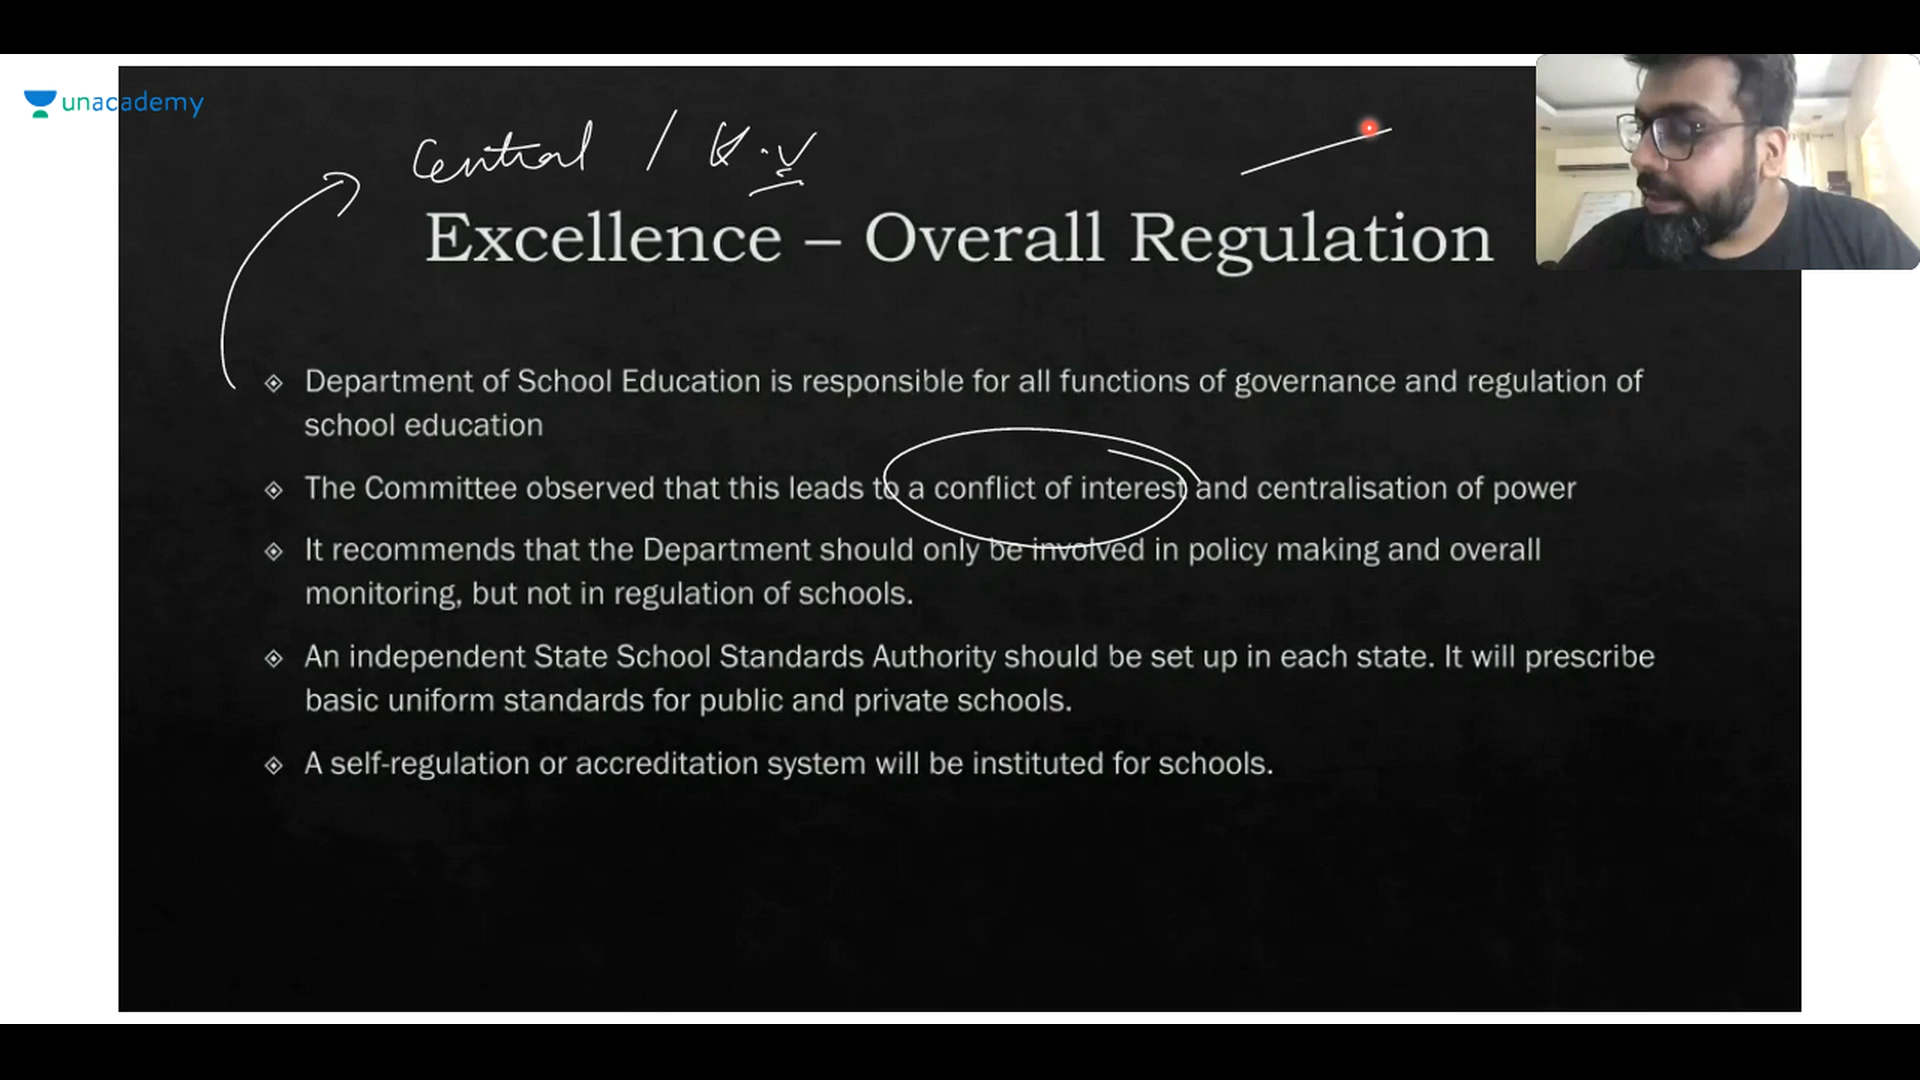 unacademy
Central / K.V
Excellence – Overall Regulation
Department of School Education is responsible for all functions of governance and regulation of
school education
The Committee observed that this leads to a conflict of interest and centralisation of power
It recommends that the Department should only be involved in policy making and overall
monitoring, but not in regulation of schools.
An independent State School Standards Authority should be set up in each state. It will prescribe
basic uniform standards for public and private schools.
A self-regulation or accreditation system will be instituted for schools.